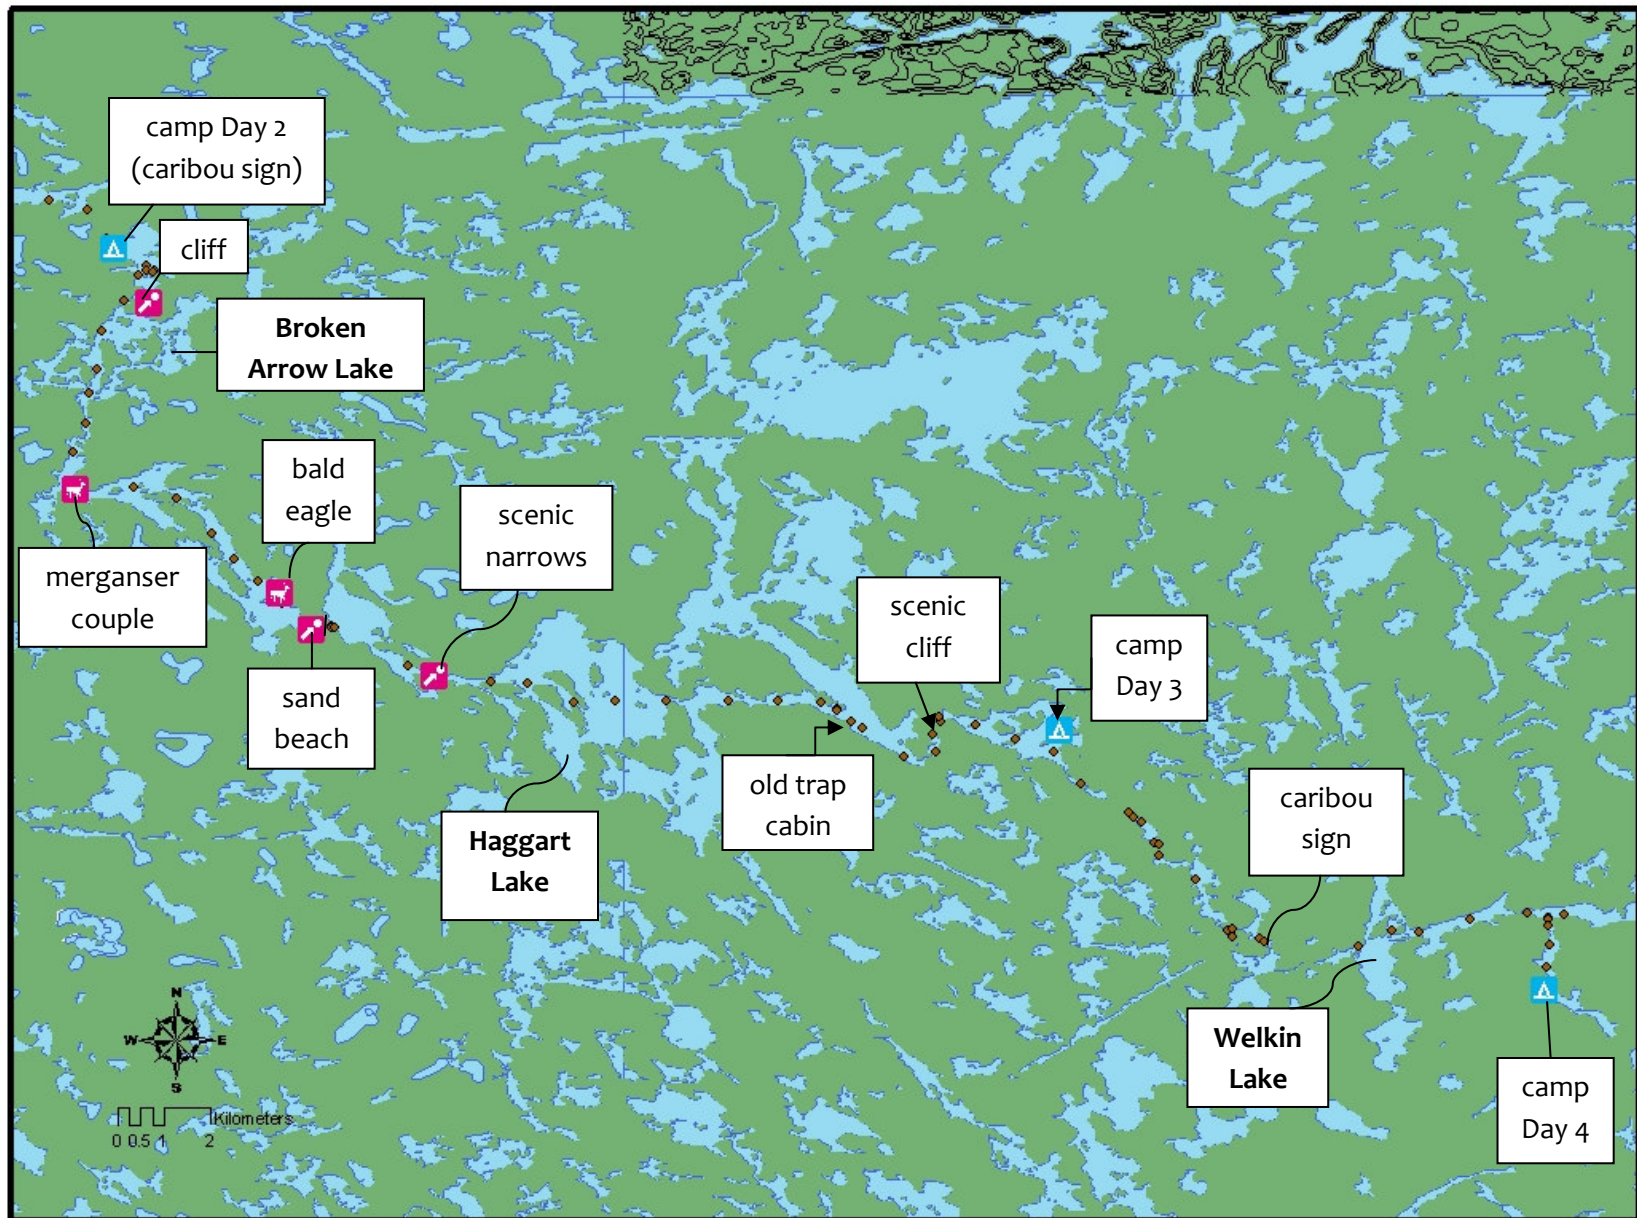 camp Day 2
(caribou sign)
cliff
Broken
Arrow Lake
bald
eagle
scenic
narrows
merganser
couple
scenic
cliff
camp
Day 3
sand
beach
old trap
cabin
caribou
sign
Haggart
Lake
N
W
E
S
Welkin
Lake
camp
Day 4
Kilometers
0 0.5 1 2